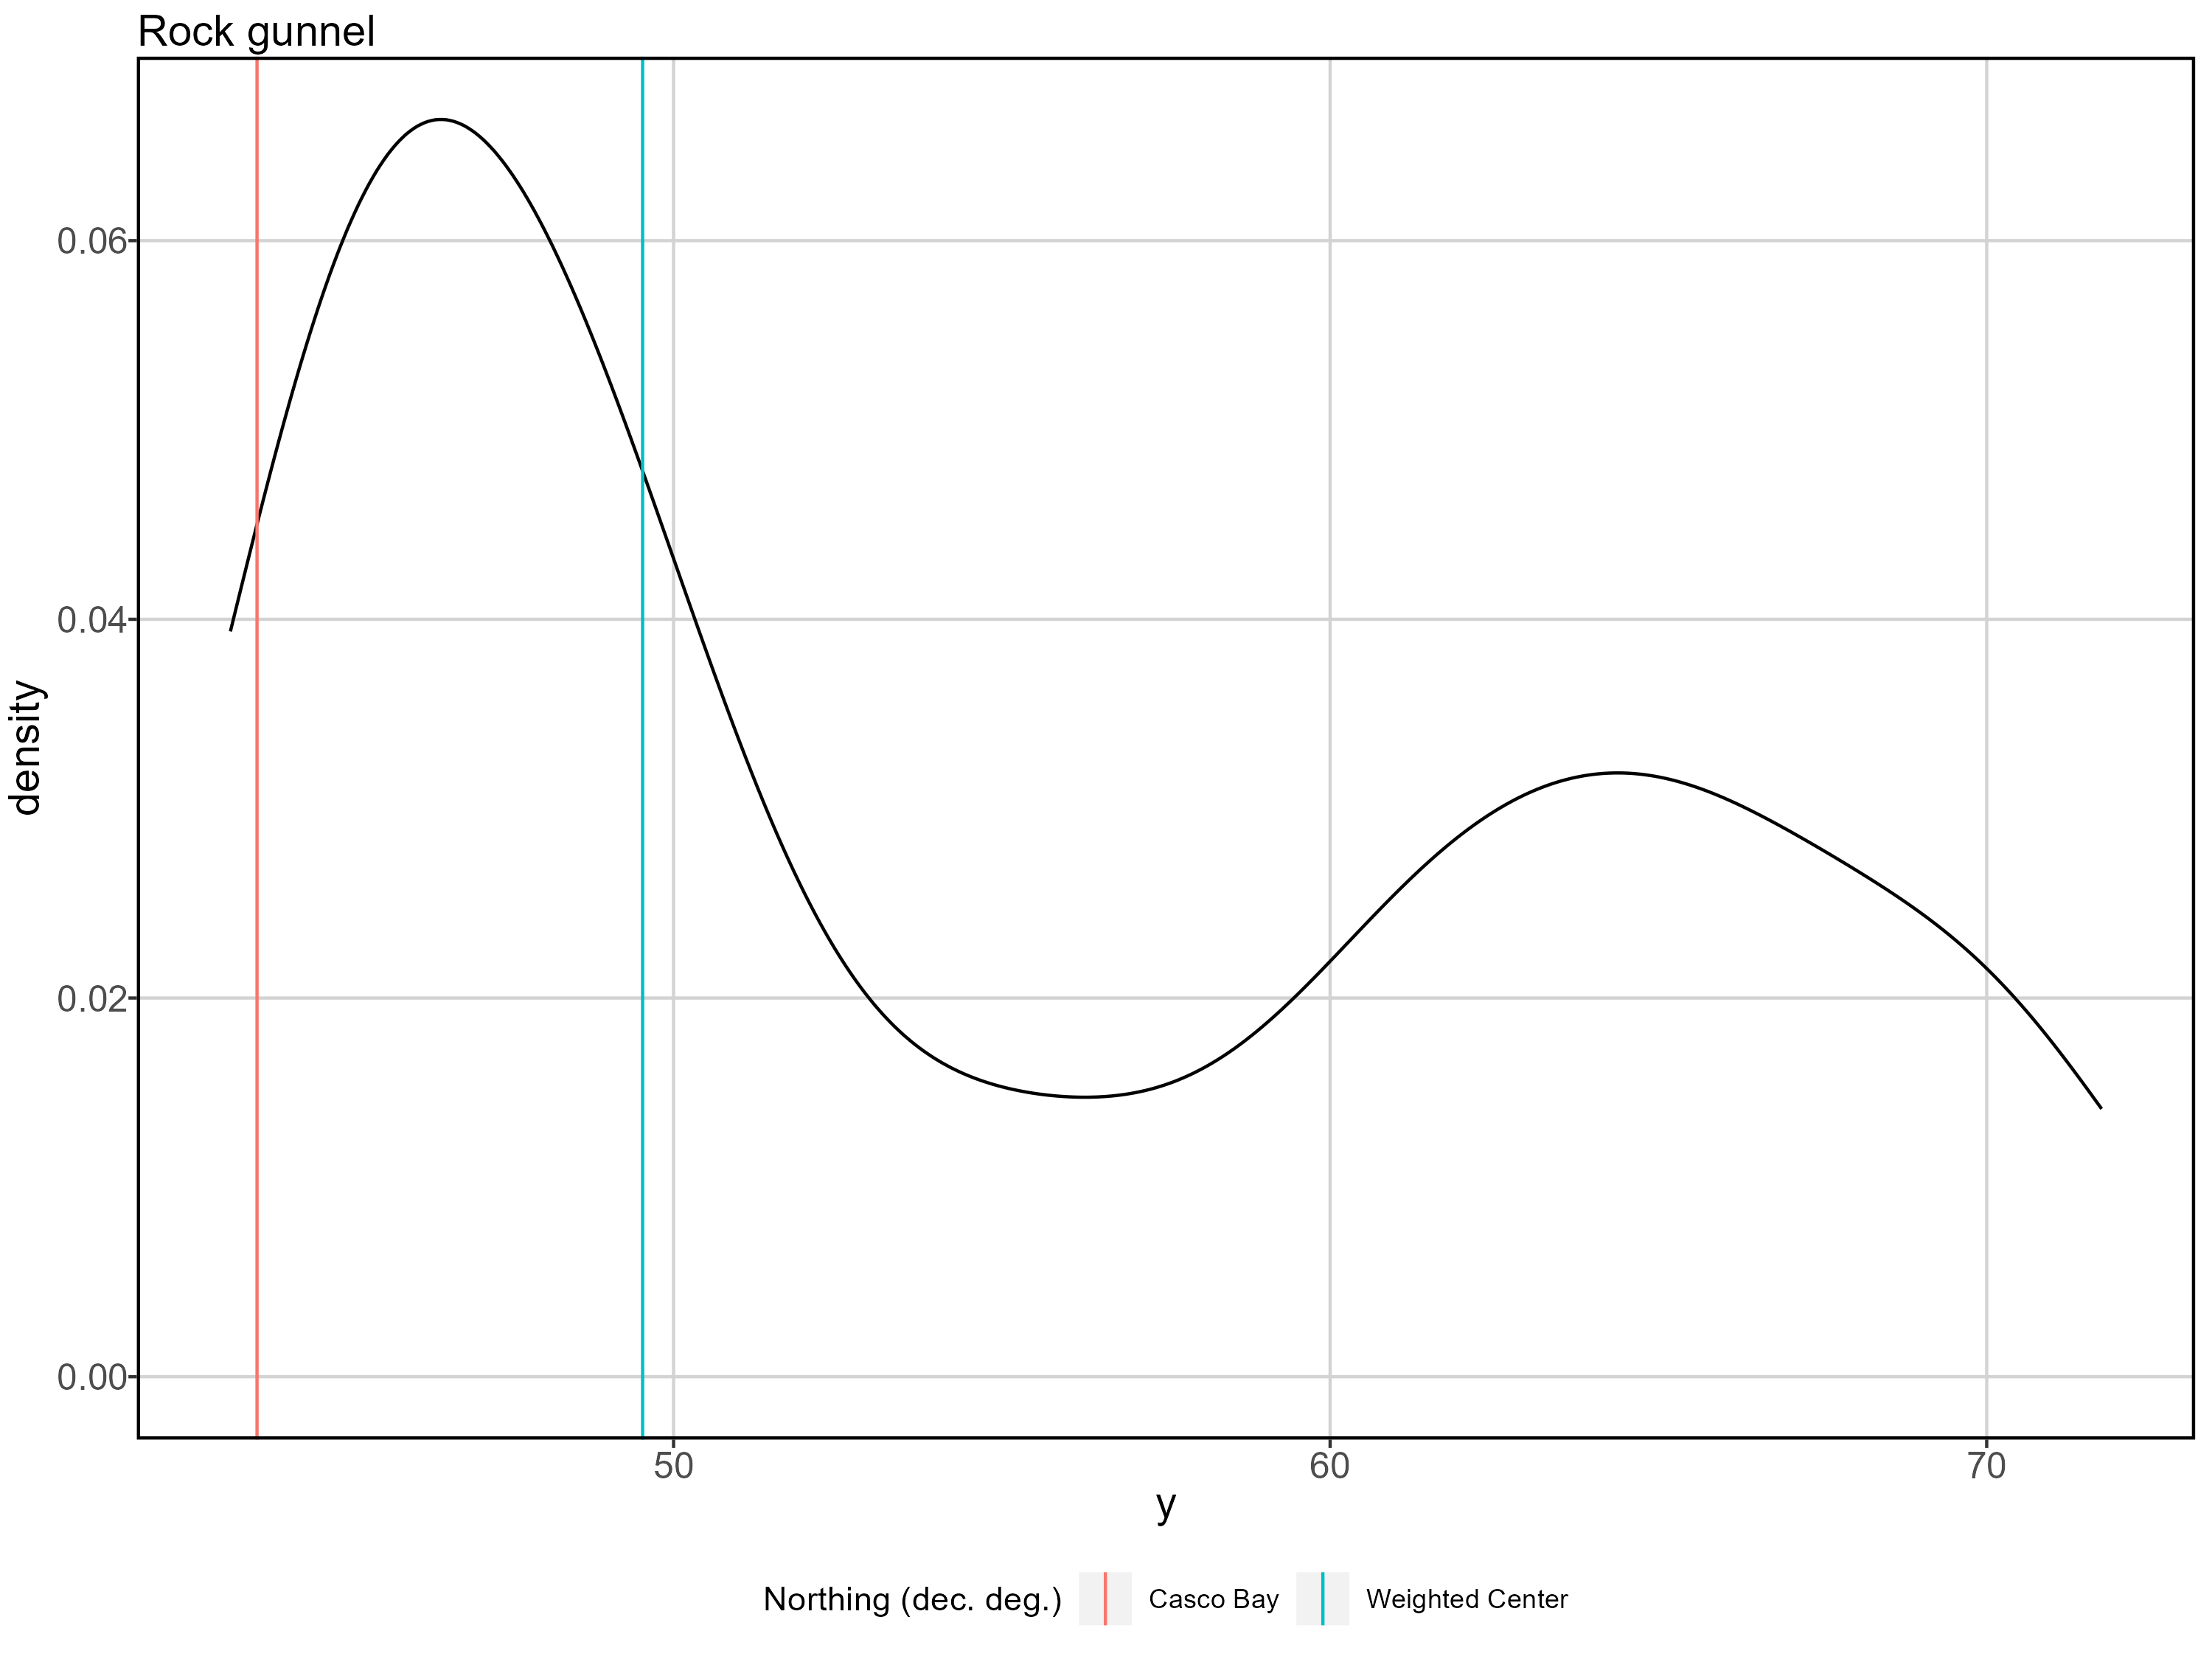 Rock gunnel
0.06
0.04
0.02
0.00
density
50 60 70
y
Northing (dec. deg.) Casco Bay Weighted Center